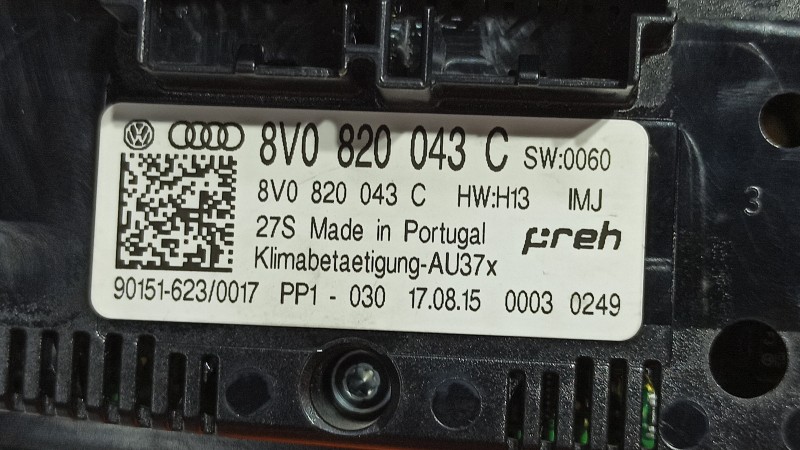 8V0 820 043 C SW:0060
8V0 820 043 C HW:H13 IMJ
27S Made in Portugal preh
Klimabetaetigung-AU37x
90151-623/0017 PP1 - 030 17.08.15 0003 0249
3